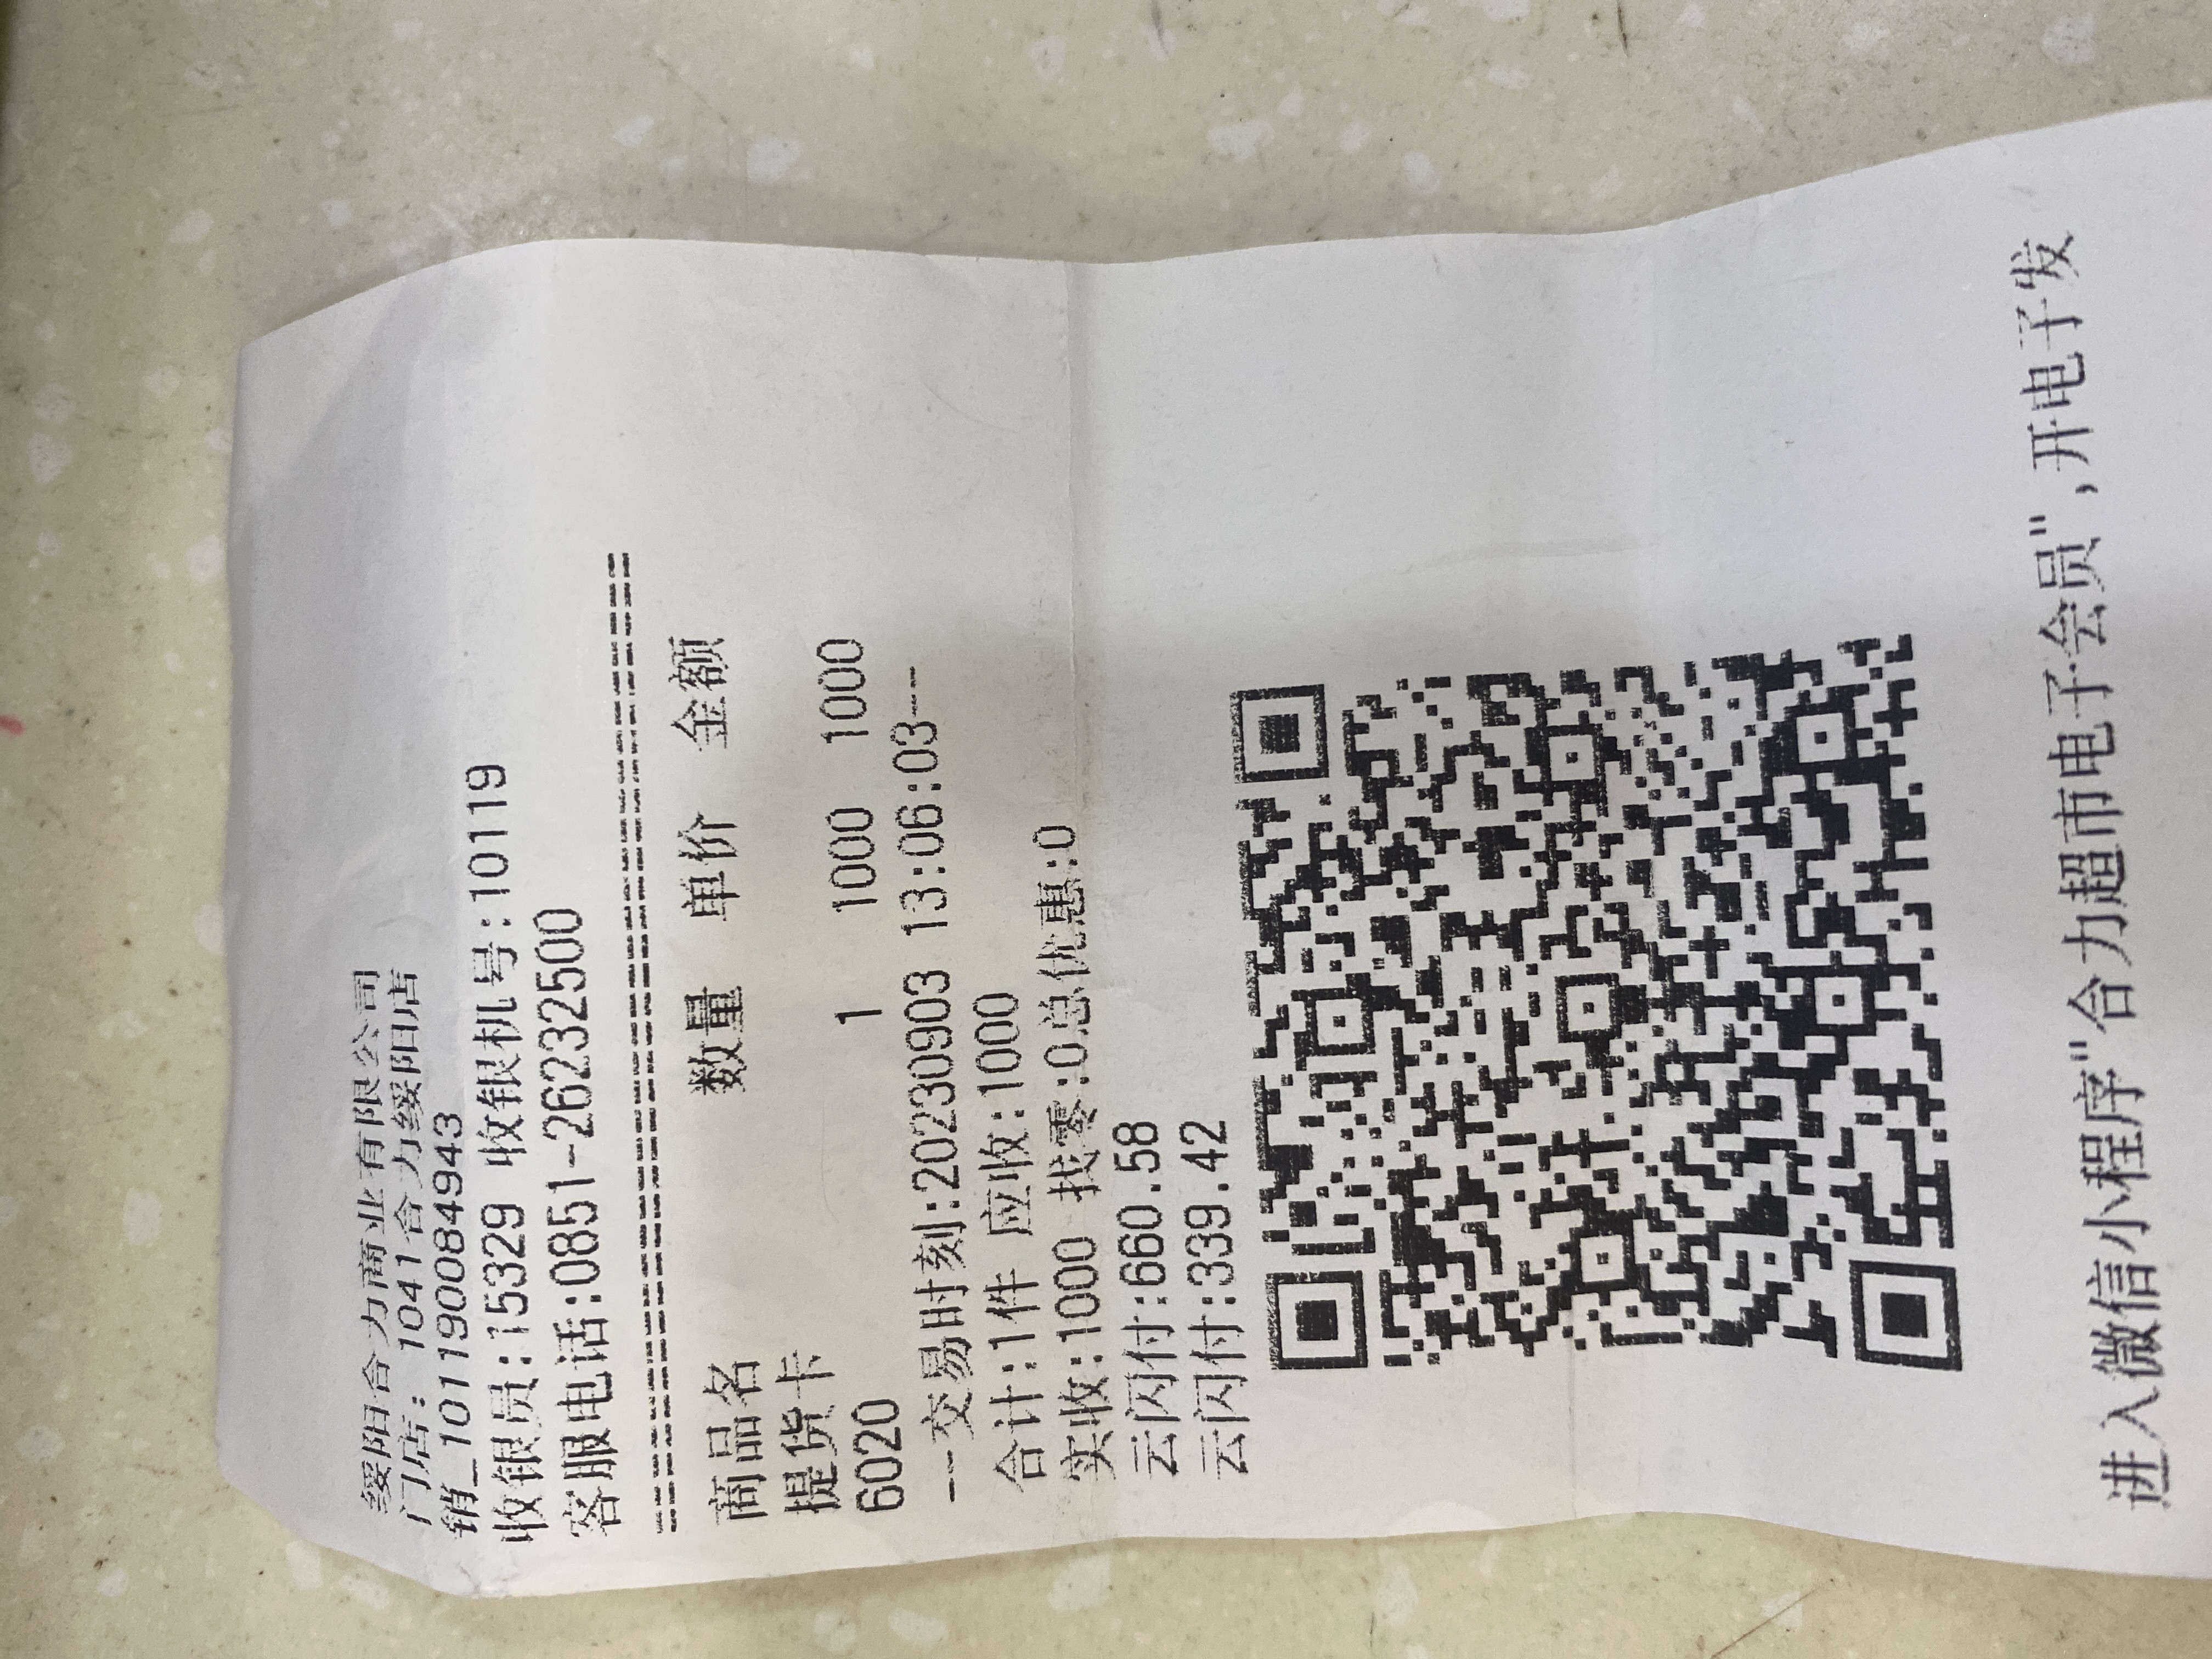 绥阳合力商业有限公司
门店: 1041合力绥阳店
销_1011900849​43
收银员:15329 收银机号:10119
客服电话:0851-26232500
================================
商品名 数量 单价 金额
提货卡
6020 1 1000 1000
--交易时刻:20230903 13:06:03--
合计:1件 应收:1000
实收:1000 找零:0总优惠:0
云闪付:660.58
云闪付:339.42
进入微信小程序"合力超市电子会员",开电子发